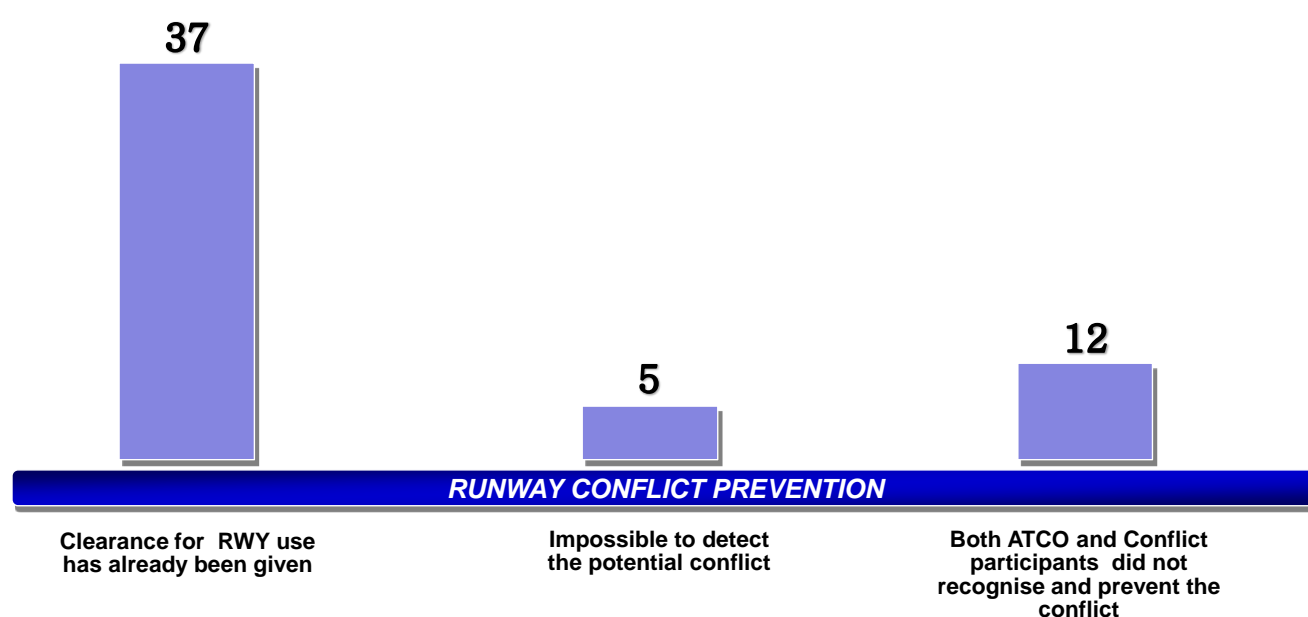 37
5
12
RUNWAY CONFLICT PREVENTION
Clearance for RWY use
has already been given
Impossible to detect
the potential conflict
Both ATCO and Conflict
participants did not
recognise and prevent the
conflict